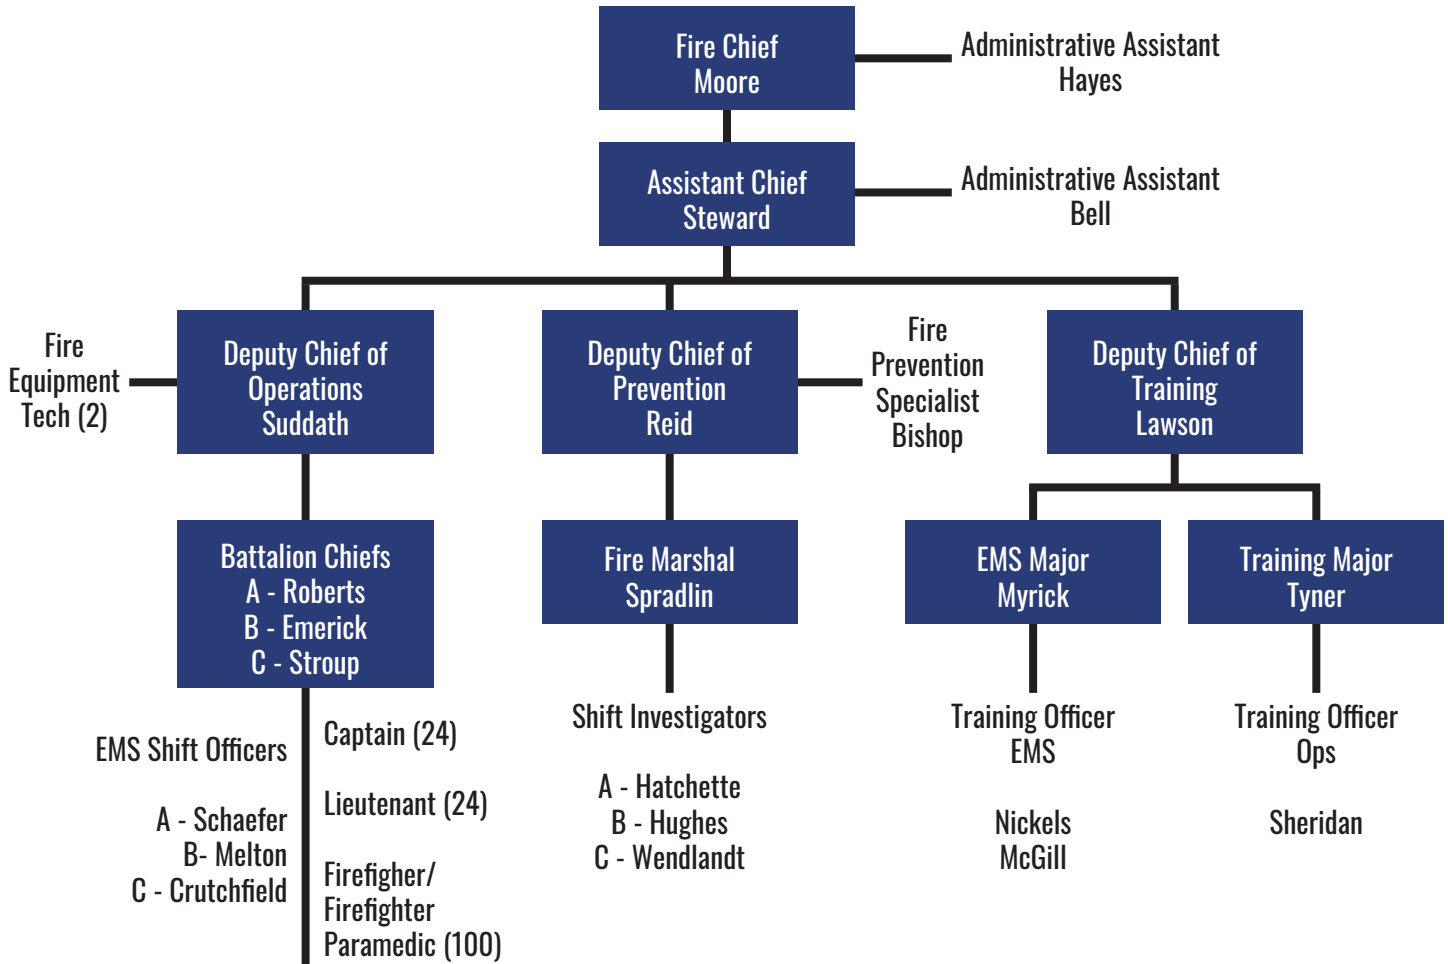 Fire Chief
Moore
Administrative Assistant
Hayes
Assistant Chief
Steward
Administrative Assistant
Bell
Fire
Equipment
Tech (2)
Deputy Chief of
Operations
Suddath
Deputy Chief of
Prevention
Reid
Fire
Prevention
Specialist
Bishop
Deputy Chief of
Training
Lawson
Battalion Chiefs
A - Roberts
B - Emerick
C - Stroup
Fire Marshal
Spradlin
EMS Major
Myrick
Training Major
Tyner
EMS Shift Officers
A - Schaefer
B- Melton
C - Crutchfield
Captain (24)
Lieutenant (24)
Firefigher/
Firefighter
Paramedic (100)
Shift Investigators
A - Hatchette
B - Hughes
C - Wendlandt
Training Officer
EMS
Nickels
McGill
Training Officer
Ops
Sheridan